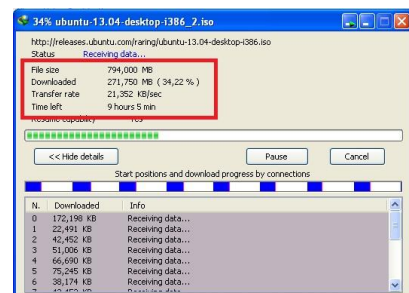 34% ubuntu-13.04-desktop-i386_2.iso
http://releases.ubuntu.com/raring/ubuntu-13.04-desktop-i386.iso
Status Receiving data...
File size 794,000 MB
Downloaded 271,750 MB ( 34,22 % )
Transfer rate 21,352 KB/sec
Time left 9 hours 5 min
Resume capability Yes
<< Hide details Pause Cancel
Start positions and download progress by connections
N. Downloaded Info
0 172,198 KB Receiving data...
1 22,491 KB Receiving data...
2 42,452 KB Receiving data...
3 51,006 KB Receiving data...
4 66,690 KB Receiving data...
5 75,245 KB Receiving data...
6 38,174 KB Receiving data...